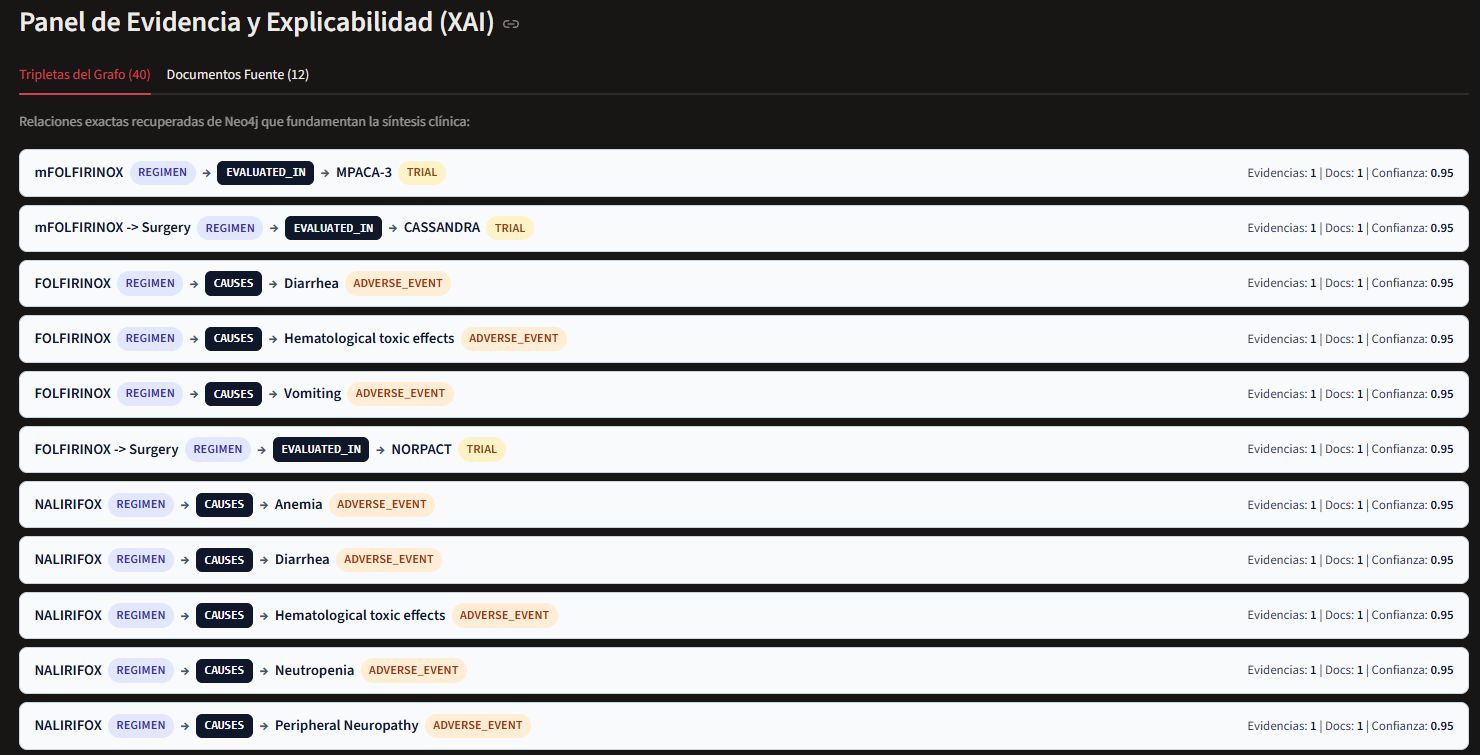 Panel de Evidencia y Explicabilidad (XAI)
Tripletas del Grafo (40) Documentos Fuente (12)
Relaciones exactas recuperadas de Neo4j que fundamentan la síntesis clínica:
mFOLFIRINOX REGIMEN → EVALUATED_IN → MPACA-3 TRIAL Evidencias: 1 | Docs: 1 | Confianza: 0.95
mFOLFIRINOX -> Surgery REGIMEN → EVALUATED_IN → CASSANDRA TRIAL Evidencias: 1 | Docs: 1 | Confianza: 0.95
FOLFIRINOX REGIMEN → CAUSES → Diarrhea ADVERSE_EVENT Evidencias: 1 | Docs: 1 | Confianza: 0.95
FOLFIRINOX REGIMEN → CAUSES → Hematological toxic effects ADVERSE_EVENT Evidencias: 1 | Docs: 1 | Confianza: 0.95
FOLFIRINOX REGIMEN → CAUSES → Vomiting ADVERSE_EVENT Evidencias: 1 | Docs: 1 | Confianza: 0.95
FOLFIRINOX -> Surgery REGIMEN → EVALUATED_IN → NORPACT TRIAL Evidencias: 1 | Docs: 1 | Confianza: 0.95
NALIRIFOX REGIMEN → CAUSES → Anemia ADVERSE_EVENT Evidencias: 1 | Docs: 1 | Confianza: 0.95
NALIRIFOX REGIMEN → CAUSES → Diarrhea ADVERSE_EVENT Evidencias: 1 | Docs: 1 | Confianza: 0.95
NALIRIFOX REGIMEN → CAUSES → Hematological toxic effects ADVERSE_EVENT Evidencias: 1 | Docs: 1 | Confianza: 0.95
NALIRIFOX REGIMEN → CAUSES → Neutropenia ADVERSE_EVENT Evidencias: 1 | Docs: 1 | Confianza: 0.95
NALIRIFOX REGIMEN → CAUSES → Peripheral Neuropathy ADVERSE_EVENT Evidencias: 1 | Docs: 1 | Confianza: 0.95